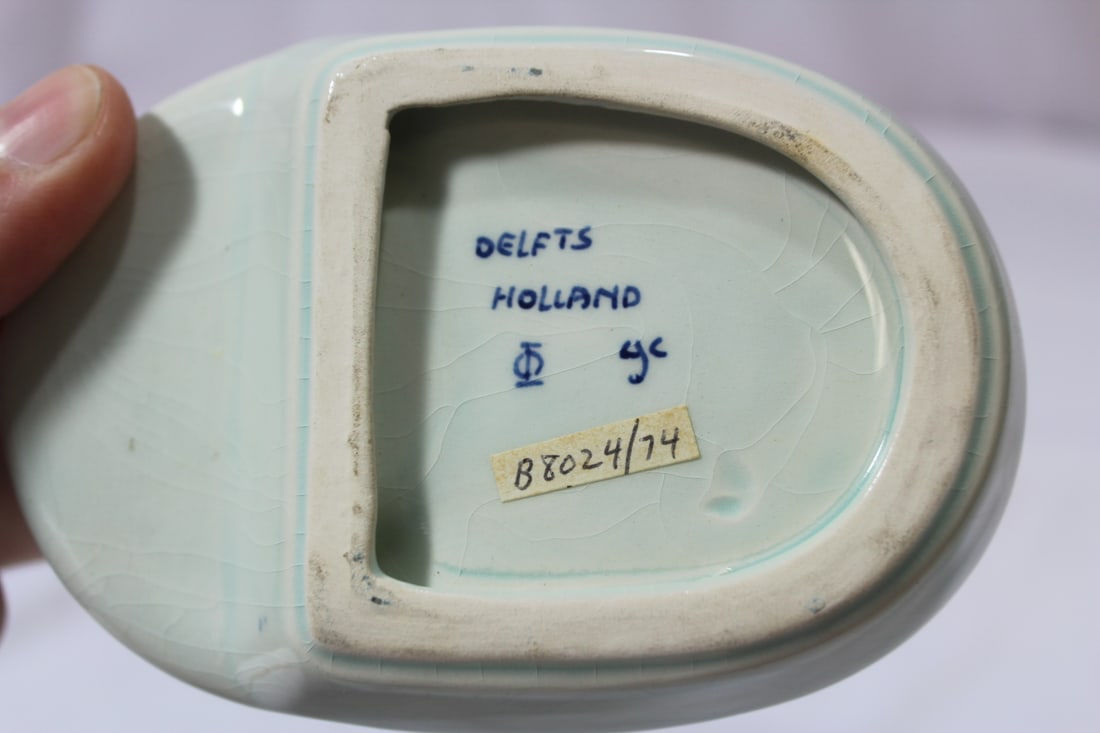 DELFTS
HOLLAND
yc
B8024/74